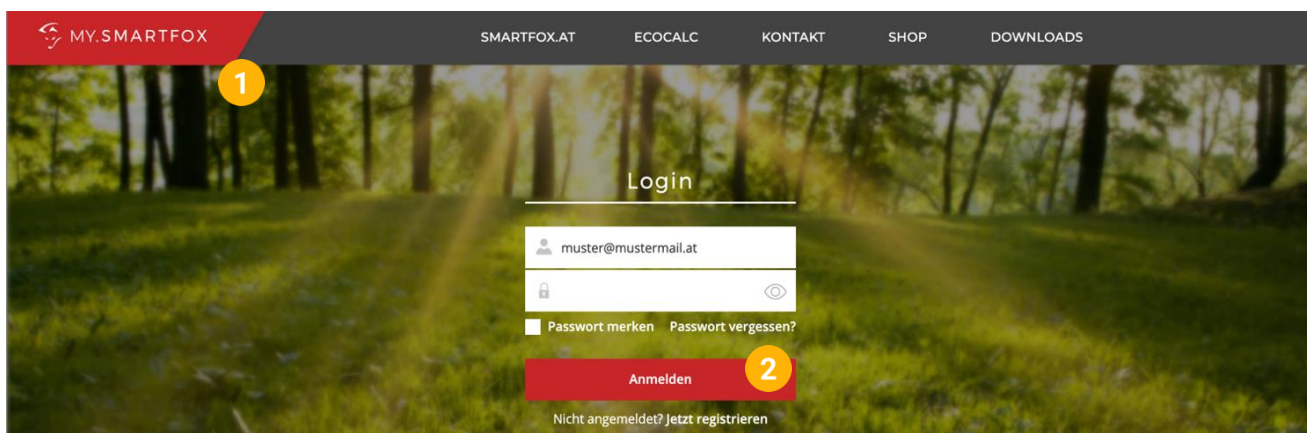 MY.SMARTFOX
SMARTFOX.AT ECOCALC KONTAKT SHOP DOWNLOADS
1
Login
muster@mustermail.at
Passwort merken Passwort vergessen?
Anmelden
2
Nicht angemeldet? Jetzt registrieren